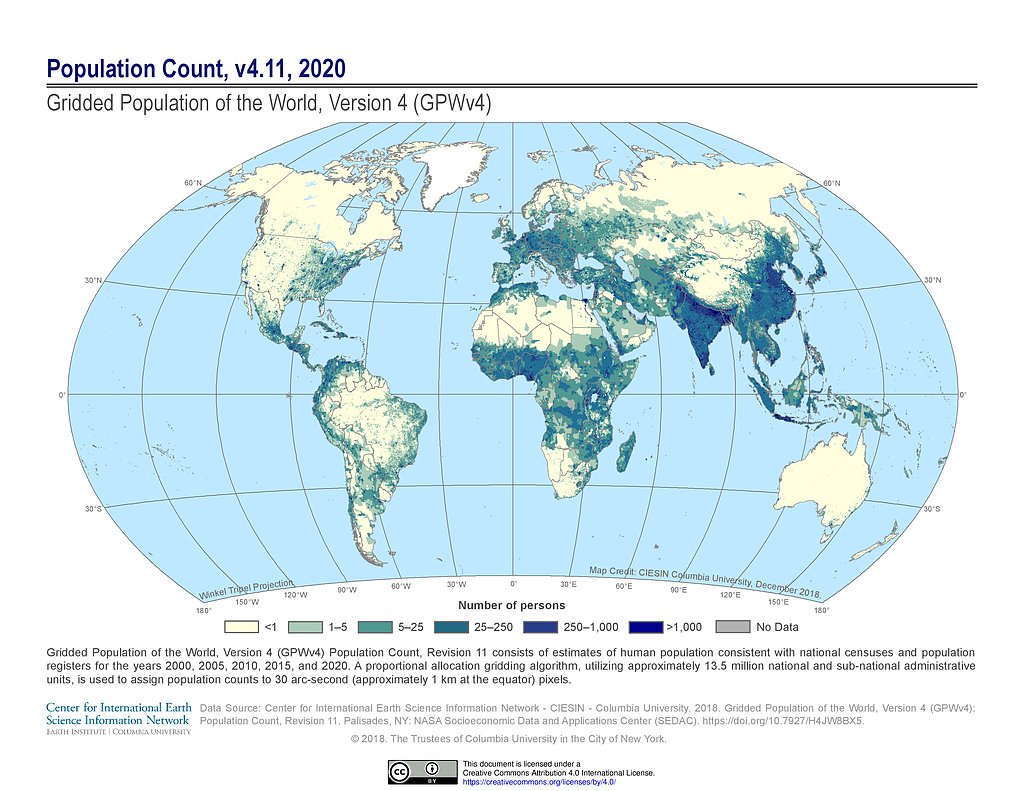 Population Count, v4.11, 2020
Gridded Population of the World, Version 4 (GPWv4)
60°N
60°N
30°N
30°N
0°
0°
30°S
30°S
Winkel Tripel Projection
Map Credit: CIESIN Columbia University, December 2018.
180°
150°W
120°W
90°W
60°W
30°W
0°
30°E
60°E
90°E
120°E
150°E
180°
Number of persons
<1
1–5
5–25
25–250
250–1,000
>1,000
No Data
Gridded Population of the World, Version 4 (GPWv4) Population Count, Revision 11 consists of estimates of human population consistent with national censuses and population
registers for the years 2000, 2005, 2010, 2015, and 2020. A proportional allocation gridding algorithm, utilizing approximately 13.5 million national and sub-national administrative
units, is used to assign population counts to 30 arc-second (approximately 1 km at the equator) pixels.
Center for International Earth
Science Information Network
EARTH INSTITUTE | COLUMBIA UNIVERSITY
Data Source: Center for International Earth Science Information Network - CIESIN - Columbia University. 2018. Gridded Population of the World, Version 4 (GPWv4):
Population Count, Revision 11. Palisades, NY: NASA Socioeconomic Data and Applications Center (SEDAC). https://doi.org/10.7927/H4JW8BX5.
© 2018. The Trustees of Columbia University in the City of New York.
cc
BY
This document is licensed under a
Creative Commons Attribution 4.0 International License.
https://creativecommons.org/licenses/by/4.0/